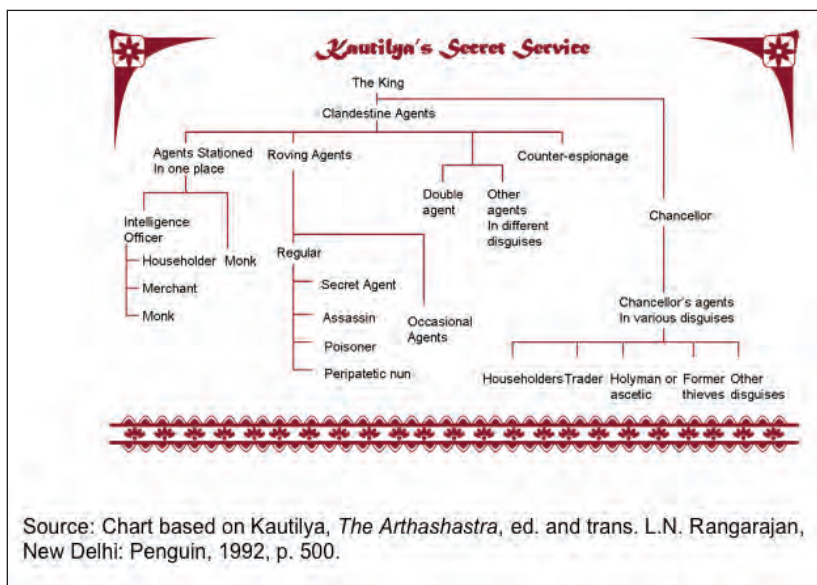 Kautilya's Secret Service
The King
Clandestine Agents
Agents Stationed
In one place
Roving Agents
Counter-espionage
Double
agent
Other
agents
In different
disguises
Chancellor
Intelligence
Officer
Householder
Merchant
Monk
Monk
Regular
Secret Agent
Assassin
Poisoner
Peripatetic nun
Occasional
Agents
Chancellor's agents
In various disguises
Householders
Trader
Holyman or
ascetic
Former
thieves
Other
disguises
Source: Chart based on Kautilya, The Arthashastra, ed. and trans. L.N. Rangarajan,
New Delhi: Penguin, 1992, p. 500.